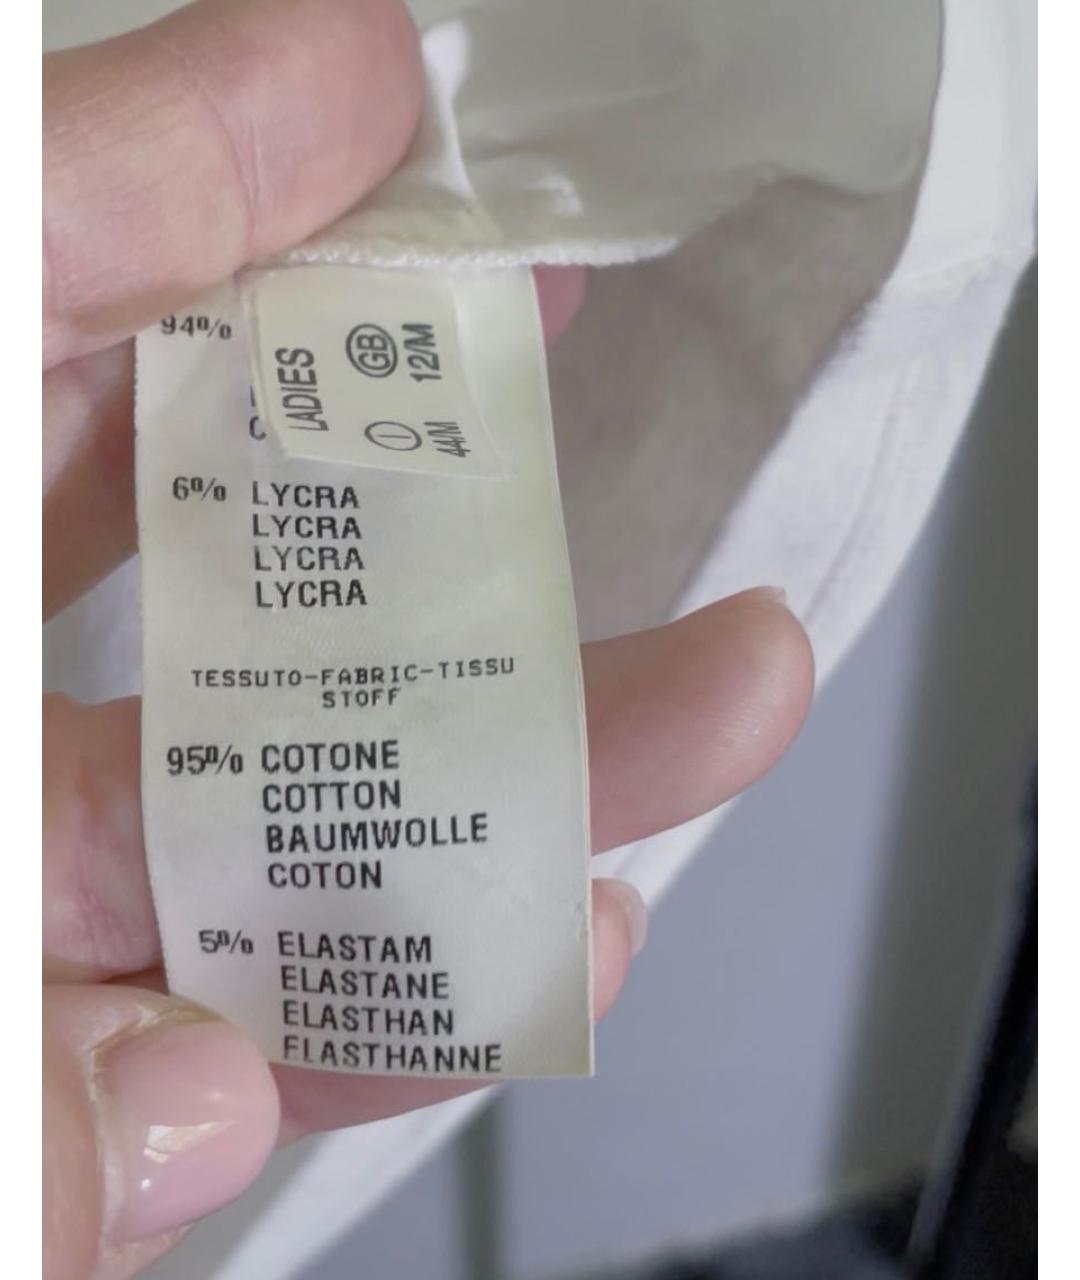 94%
LADIES
GB 12/M
I 44/M
C
6% LYCRA
LYCRA
LYCRA
LYCRA
TESSUTO-FABRIC-TISSU
STOFF
95% COTONE
COTTON
BAUMWOLLE
COTON
5% ELASTAM
ELASTANE
ELASTHAN
ELASTHANNE